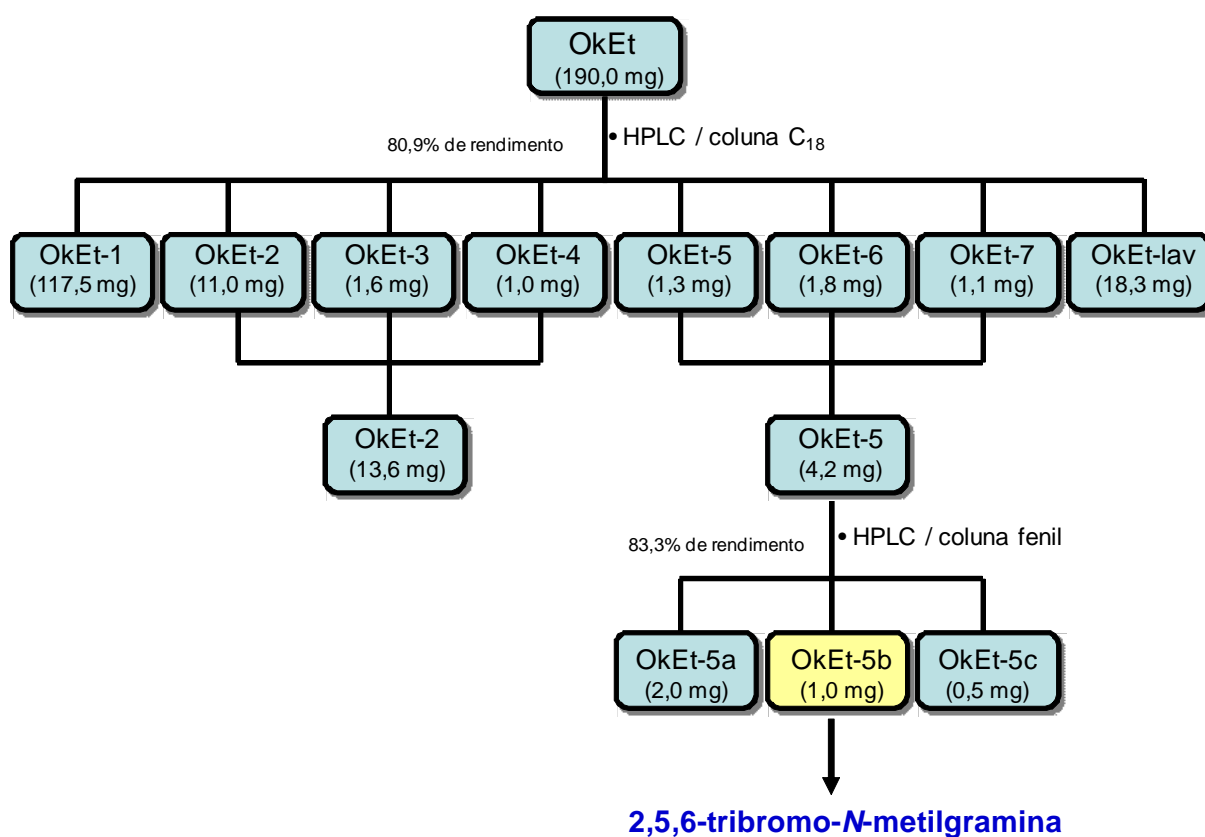 OkEt
(190,0 mg)
80,9% de rendimento
• HPLC / coluna C18
OkEt-1
(117,5 mg)
OkEt-2
(11,0 mg)
OkEt-3
(1,6 mg)
OkEt-4
(1,0 mg)
OkEt-5
(1,3 mg)
OkEt-6
(1,8 mg)
OkEt-7
(1,1 mg)
OkEt-lav
(18,3 mg)
OkEt-2
(13,6 mg)
OkEt-5
(4,2 mg)
83,3% de rendimento
• HPLC / coluna fenil
OkEt-5a
(2,0 mg)
OkEt-5b
(1,0 mg)
OkEt-5c
(0,5 mg)
2,5,6-tribromo-N-metilgramina